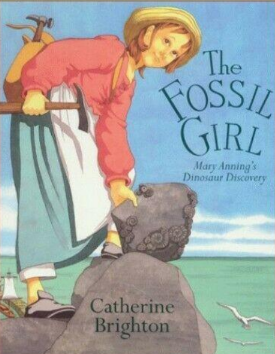 The
FOSSIL
GIRL
Mary Anning's
Dinosaur Discovery
Catherine
Brighton